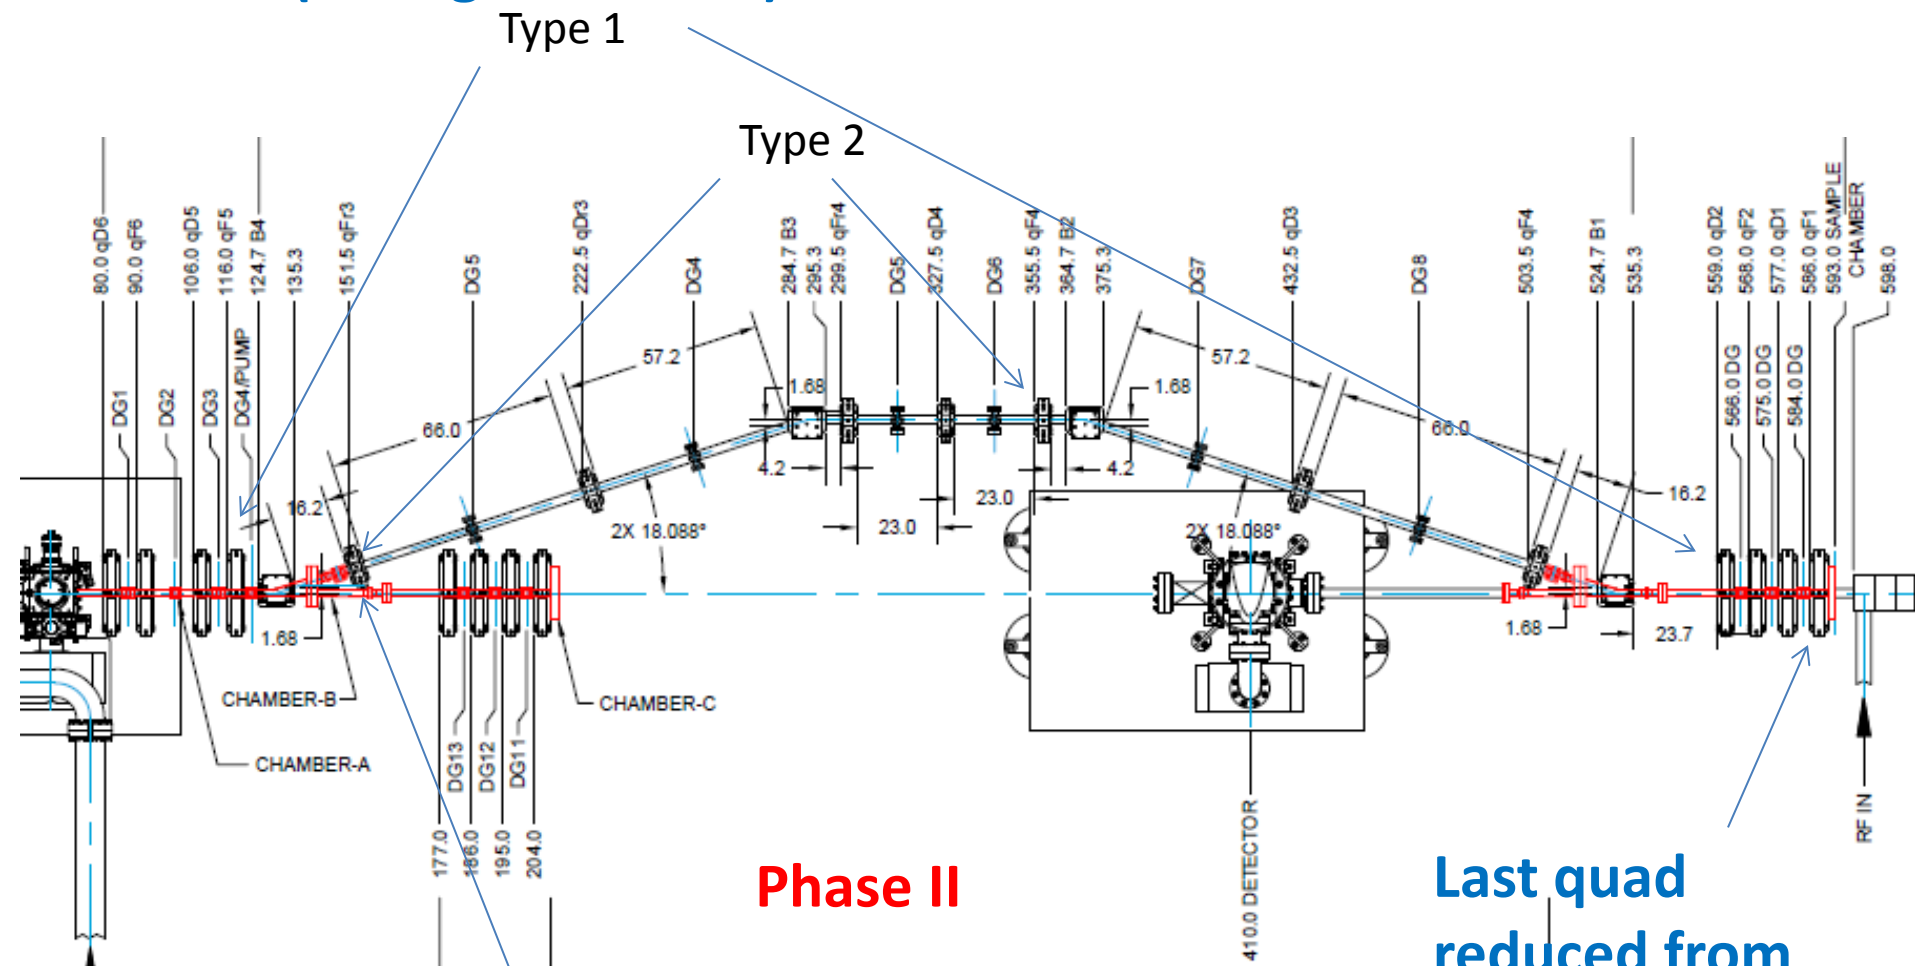 Type 1
Type 2
80.0 qD6
90.0 qF6
106.0 qD5
116.0 qF5
DG4/PUMP
124.7 B4
135.3
151.5 qFr3
DG5
222.5 qDr3
DG4
284.7 B3
295.3
299.5 qFr4
DG5
327.5 qD4
DG6
355.5 qF4
364.7 B2
375.3
DG7
432.5 qD3
DG8
503.5 qF4
524.7 B1
535.3
559.0 qD2
568.0 qF2
577.0 qD1
586.0 qF1
593.0 SAMPLE
CHAMBER
598.0
DG1
DG2
DG3
566.0 DG
575.0 DG
584.0 DG
57.2
57.2
1.68
1.68
66.0
66.0
4.2
4.2
16.2
16.2
23.0
23.0
2X 18.088°
2X 18.088°
1.68
1.68
23.7
CHAMBER-B
CHAMBER-C
CHAMBER-A
DG13
DG12
DG11
177.0
186.0
195.0
204.0
410.0 DETECTOR
RF IN
Phase II
Last quad
reduced from